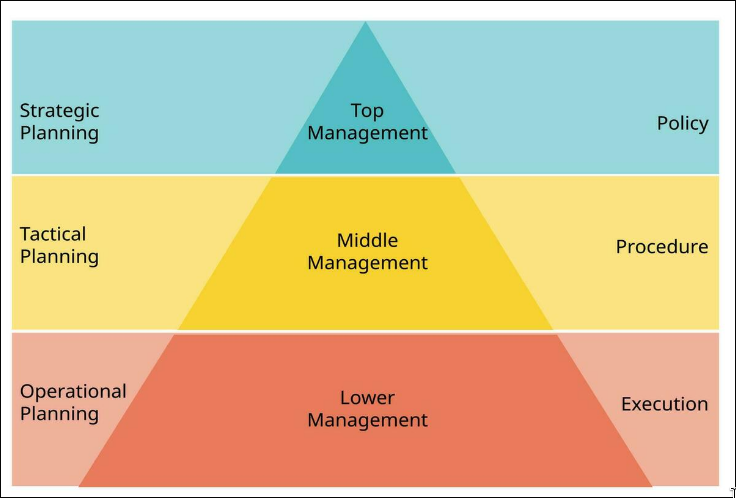 Strategic
Planning
Top
Management
Policy
Tactical
Planning
Middle
Management
Procedure
Operational
Planning
Lower
Management
Execution